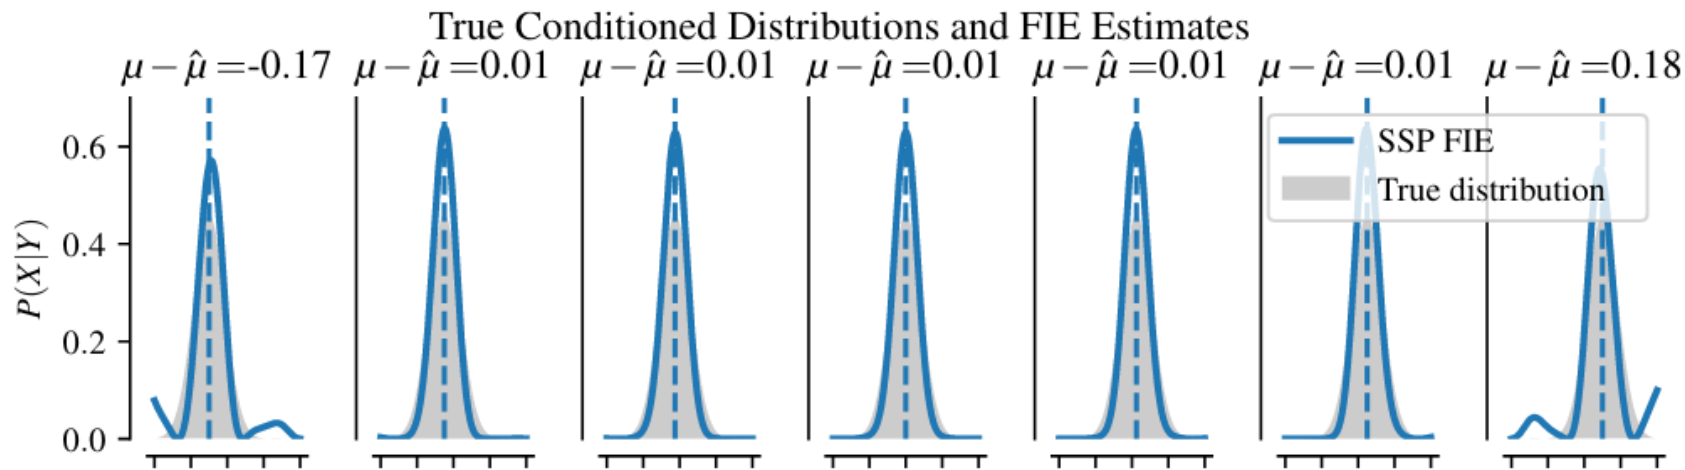 True Conditioned Distributions and FIE Estimates
μ − μ̂ =-0.17 μ − μ̂ =0.01 μ − μ̂ =0.01 μ − μ̂ =0.01 μ − μ̂ =0.01 μ − μ̂ =0.01 μ − μ̂ =0.18
P(X|Y)
0.6
0.4
0.2
0.0
SSP FIE
True distribution